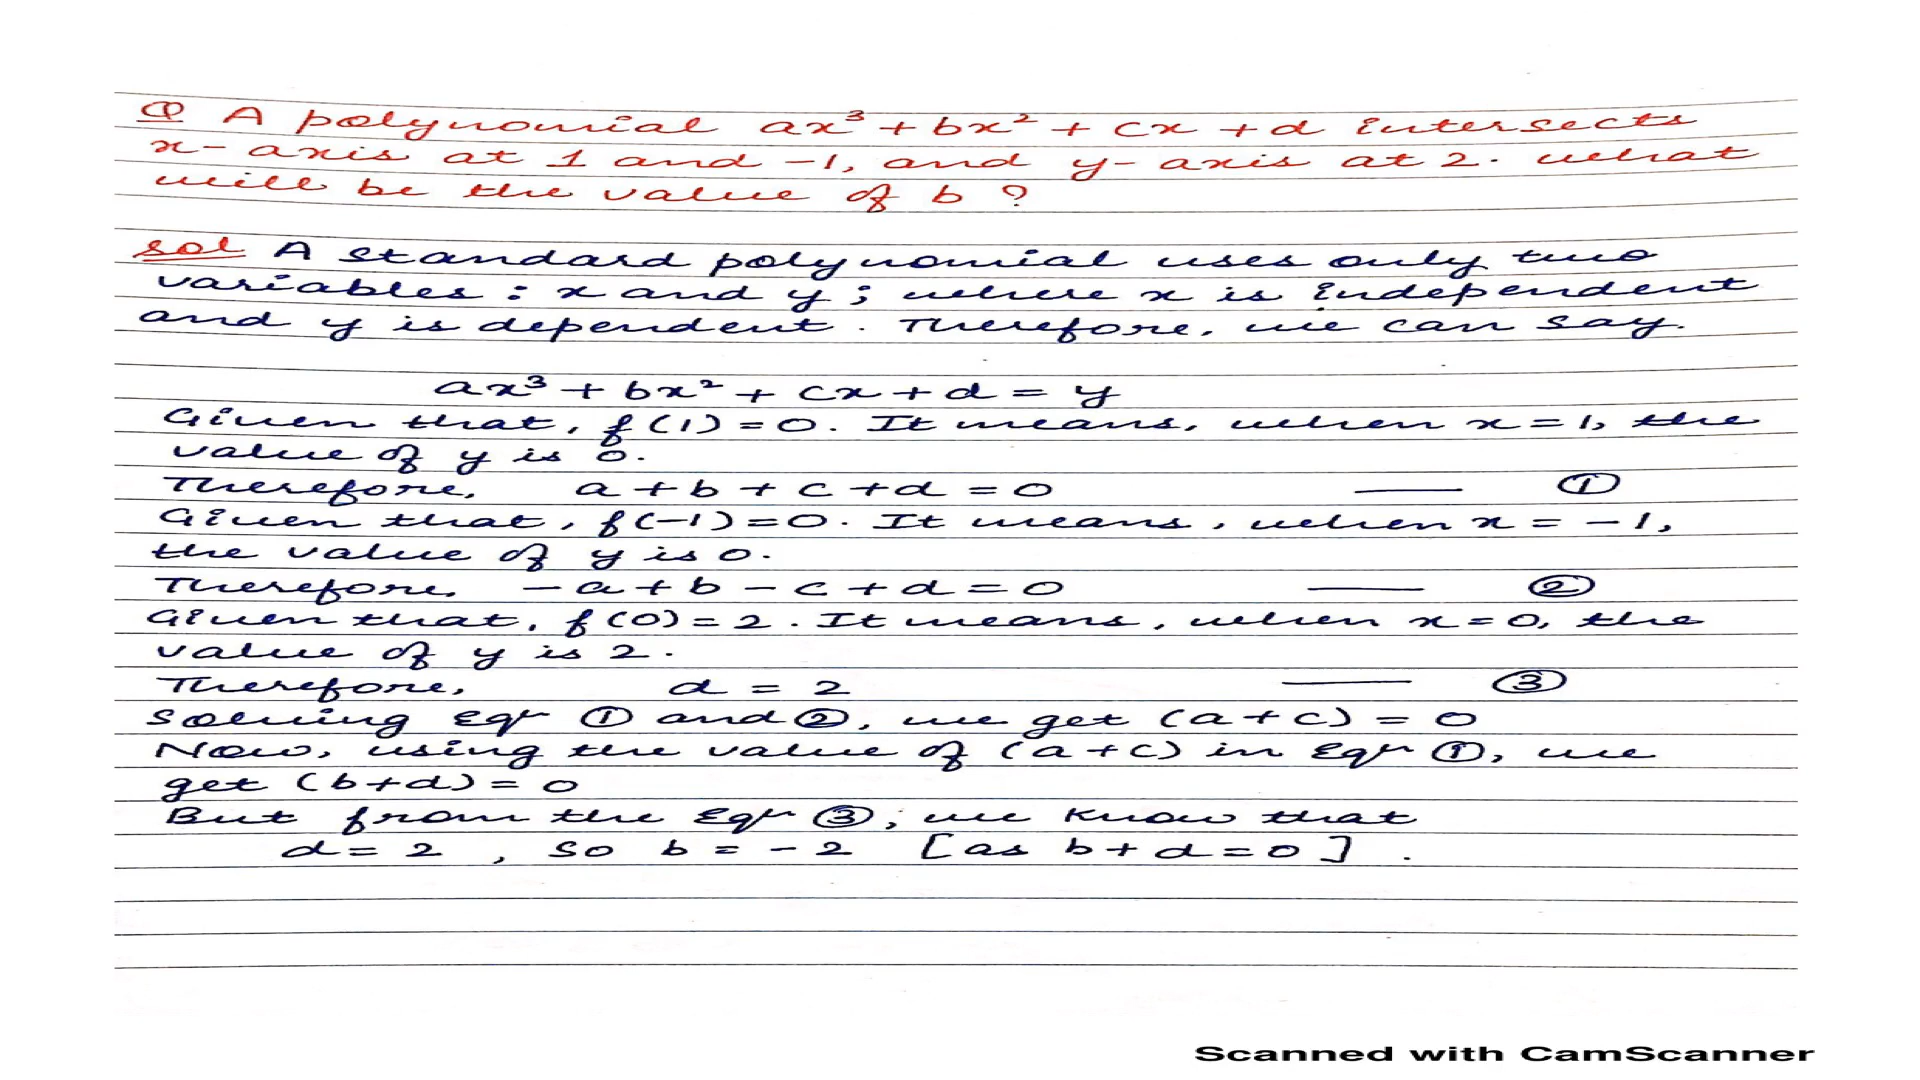 Q A polynomial ax³ + bx² + cx + d intersects
x-axis at 1 and -1, and y-axis at 2. what
will be the value of b ?
Sol A standard polynomial uses only two
variables : x and y ; where x is independent
and y is dependent. Therefore, we can say.
ax³ + bx² + cx + d = y
Given that, f(1) = 0. It means, when x = 1, the
value of y is 0.
Therefore, a + b + c + d = 0 —— ①
Given that, f(-1) = 0. It means, when x = -1,
the value of y is 0.
Therefore, -a + b - c + d = 0 —— ②
Given that, f(0) = 2. It means, when x = 0, the
value of y is 2.
Therefore, d = 2 —— ③
Solving Eqn ① and ②, we get (a + c) = 0
Now, using the value of (a + c) in Eqn ①, we
get (b + d) = 0
But from the Eqn ③; we know that
d = 2 , so b = -2 [as b + d = 0] .
Scanned with CamScanner